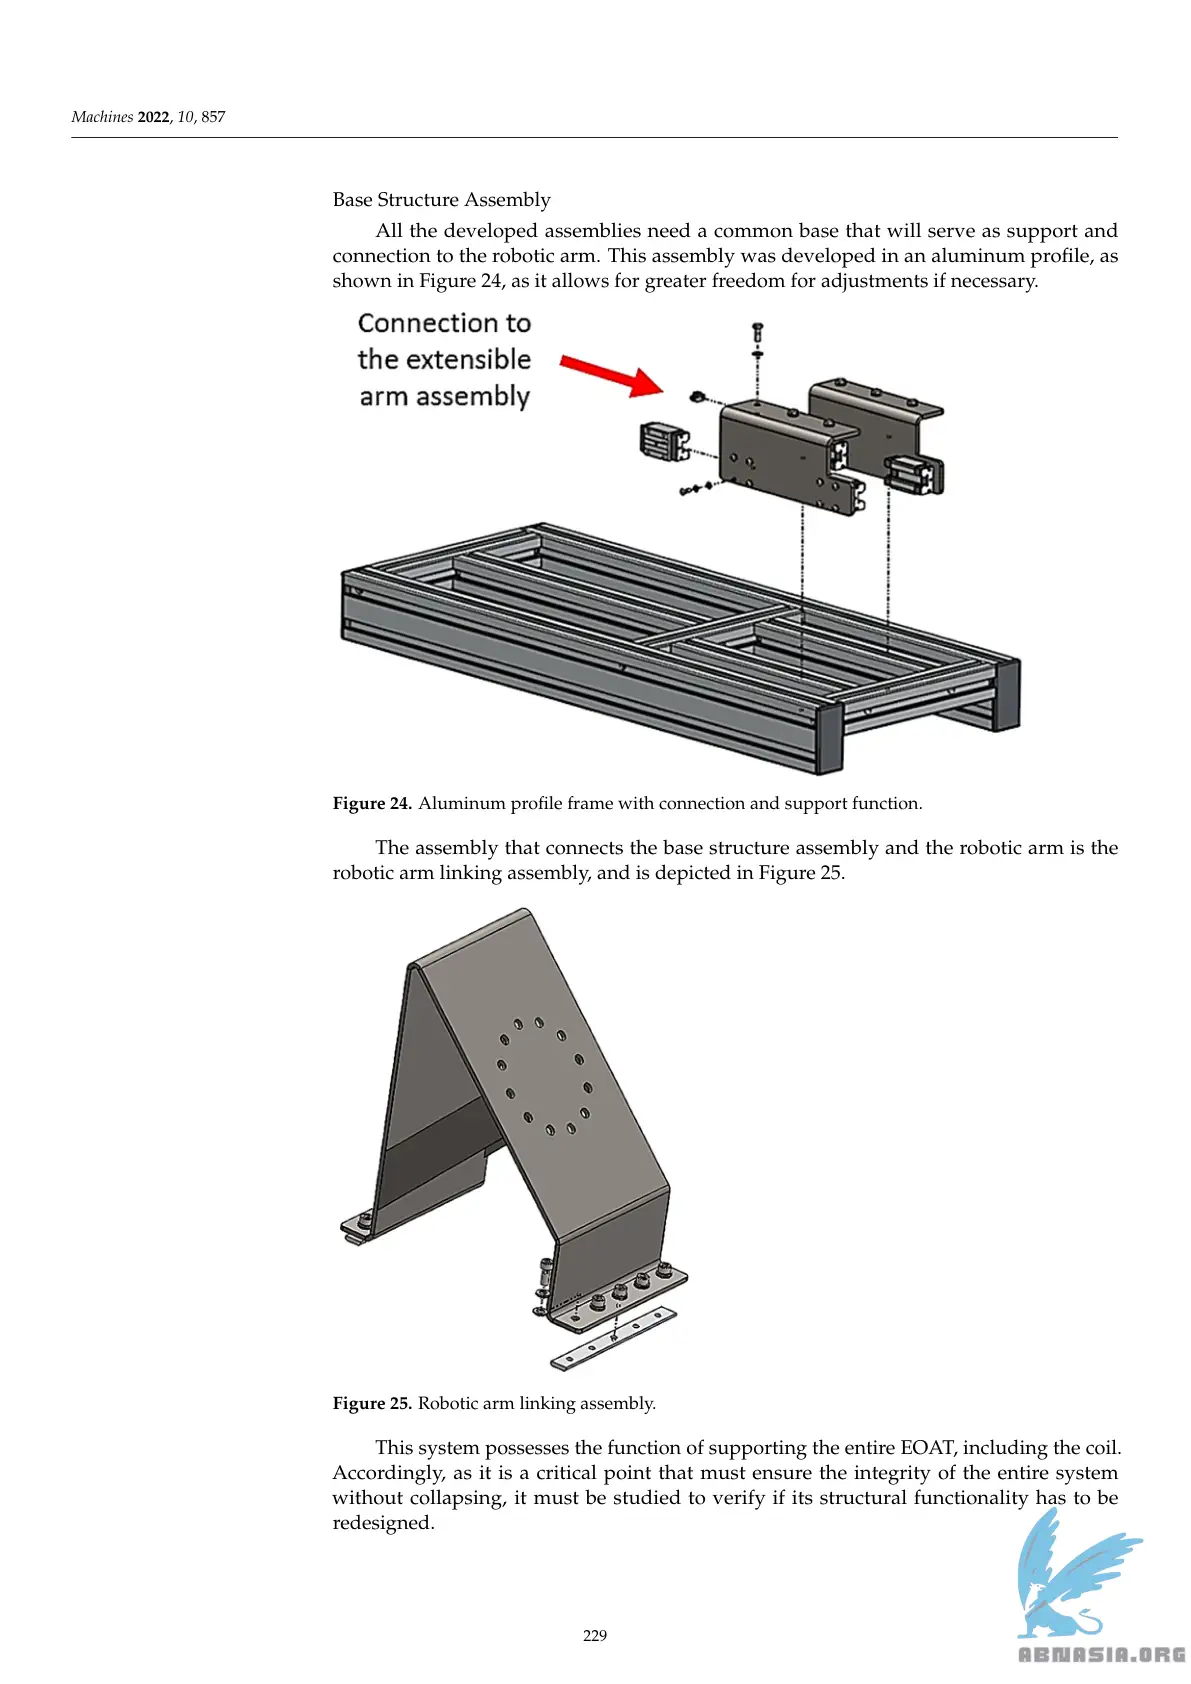 Machines 2022, 10, 857
Base Structure Assembly
All the developed assemblies need a common base that will serve as support and
connection to the robotic arm. This assembly was developed in an aluminum profile, as
shown in Figure 24, as it allows for greater freedom for adjustments if necessary.
Connection to
the extensible
arm assembly
Figure 24. Aluminum profile frame with connection and support function.
The assembly that connects the base structure assembly and the robotic arm is the
robotic arm linking assembly, and is depicted in Figure 25.
Figure 25. Robotic arm linking assembly.
This system possesses the function of supporting the entire EOAT, including the coil.
Accordingly, as it is a critical point that must ensure the integrity of the entire system
without collapsing, it must be studied to verify if its structural functionality has to be
redesigned.
229
ABNASIA.ORG